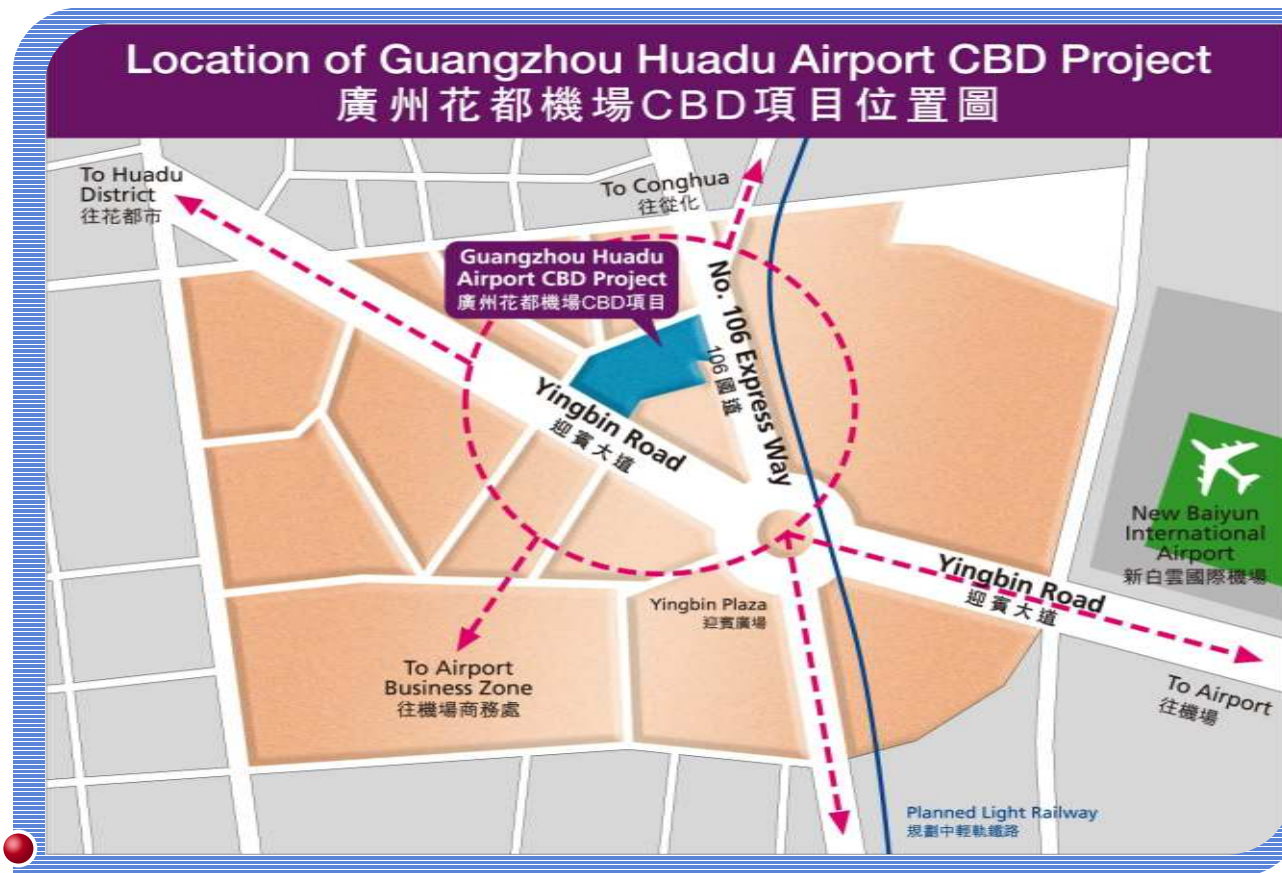 Location of Guangzhou Huadu Airport CBD Project
廣州花都機場CBD項目位置圖
To Huadu
District
往花都市
To Conghua
往從化
Guangzhou Huadu
Airport CBD Project
廣州花都機場CBD項目
No. 106 Express Way
106國道
Yingbin Road
迎賓大道
New Baiyun
International
Airport
新白雲國際機場
Yingbin Road
迎賓大道
Yingbin Plaza
迎賓廣場
To Airport
Business Zone
往機場商務處
To Airport
往機場
Planned Light Railway
規劃中輕軌鐵路